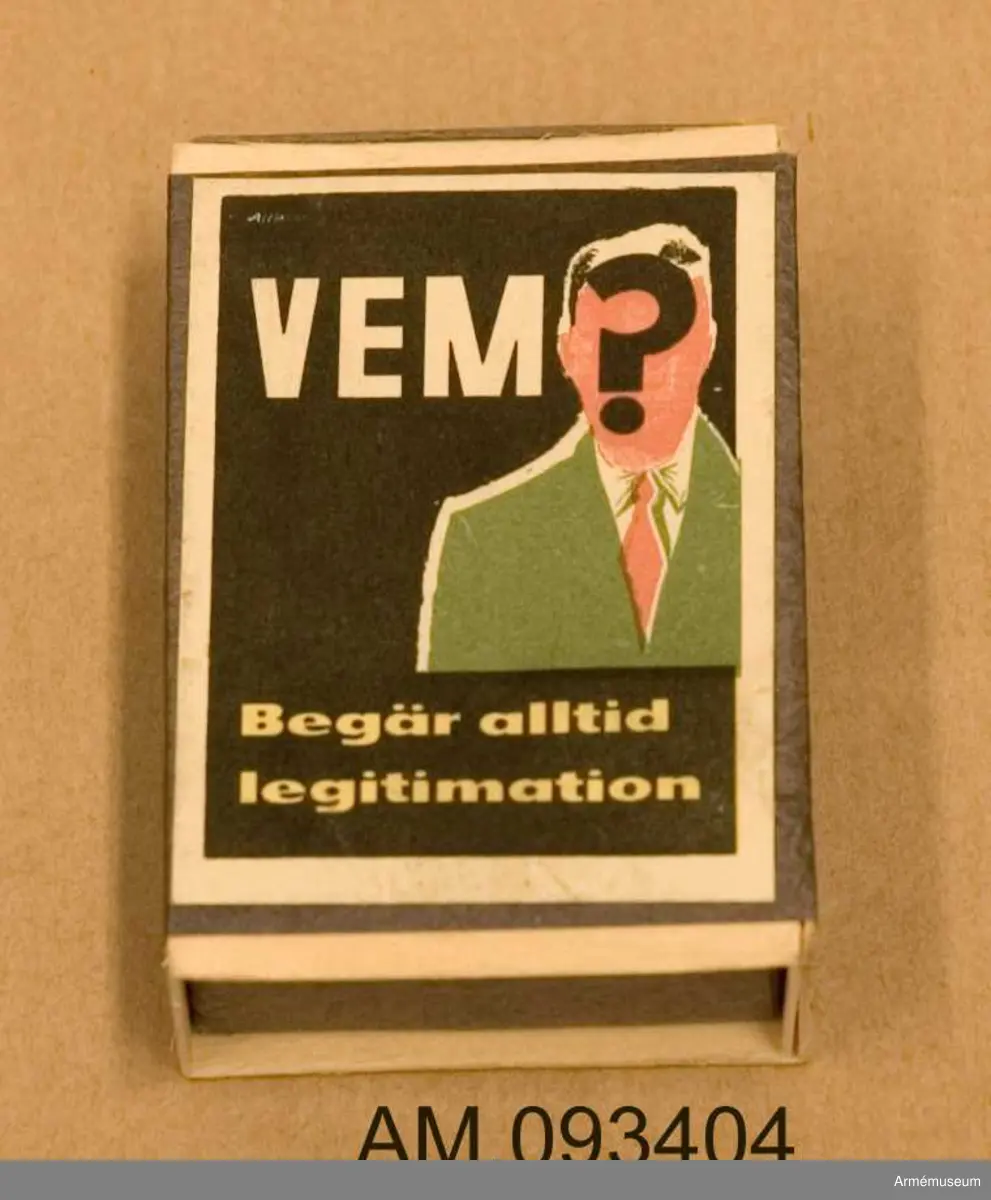 VEM?
Begär alltid
legitimation
AM 093404
Armémuseum